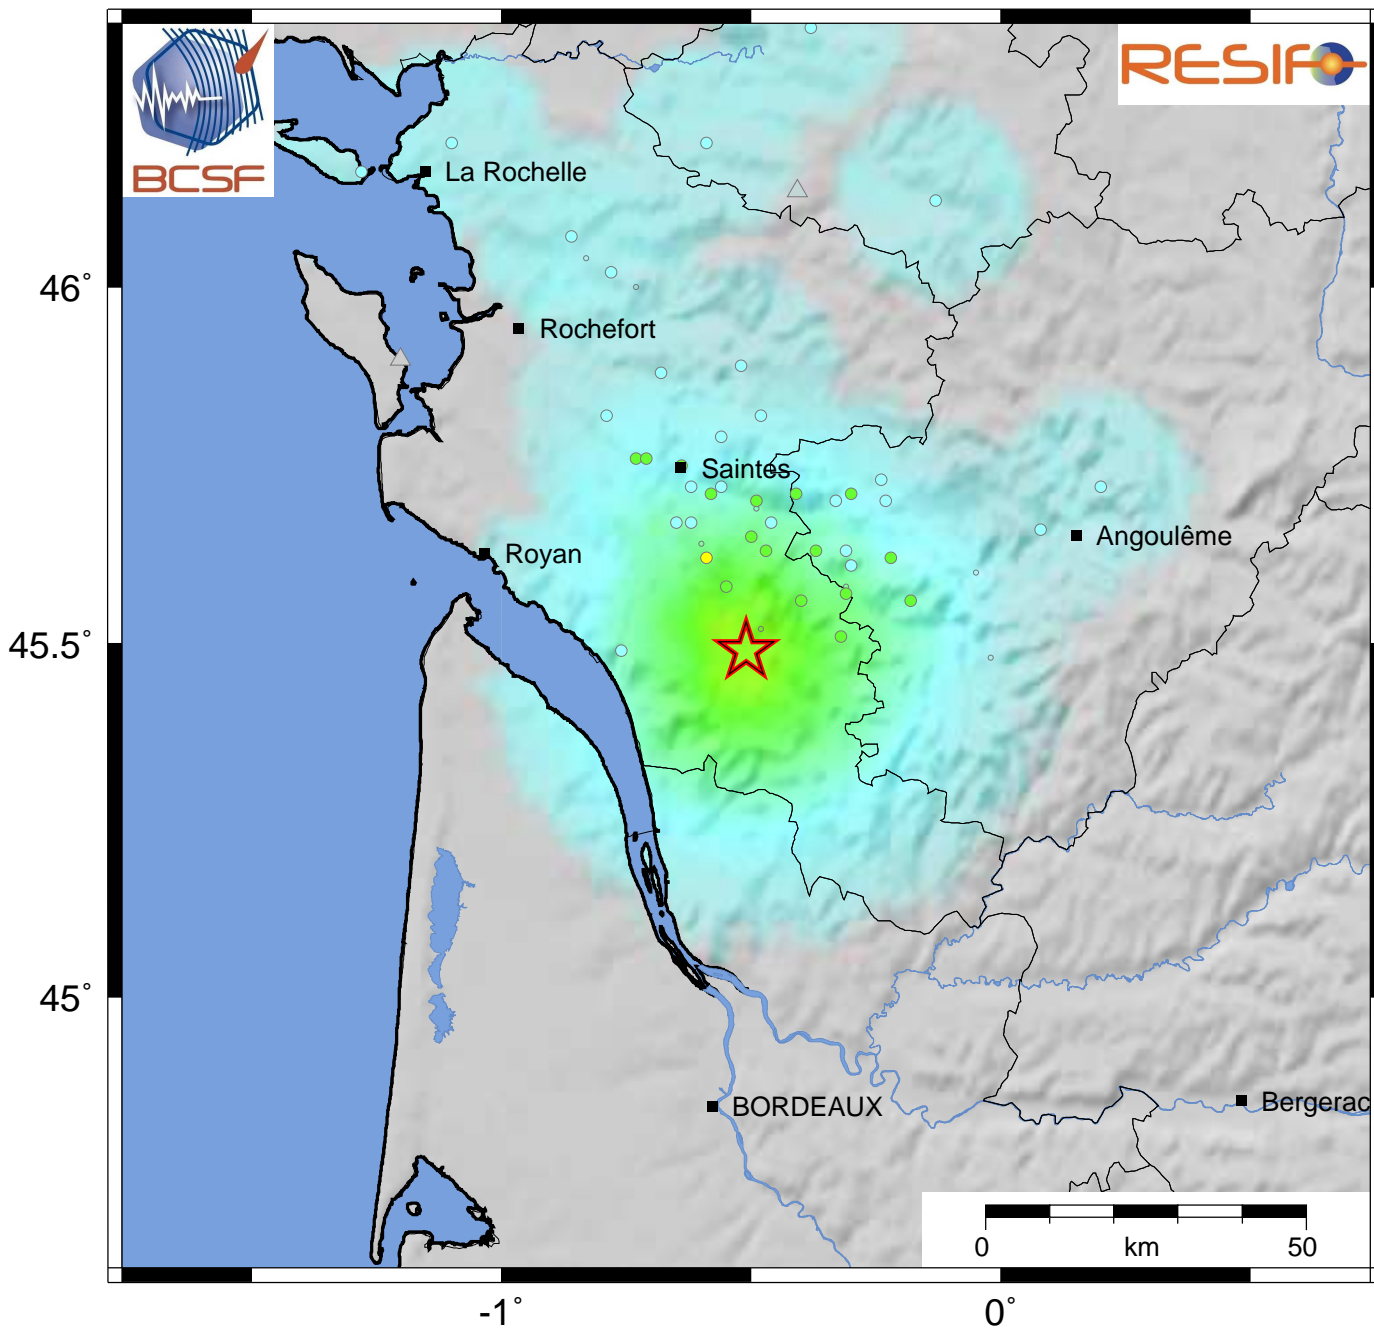 BCSF
RESIF
La Rochelle
46°
Rochefort
Saintes
Angoulême
Royan
45.5°
45°
BORDEAUX
Bergerac
0 km 50
-1° 0°